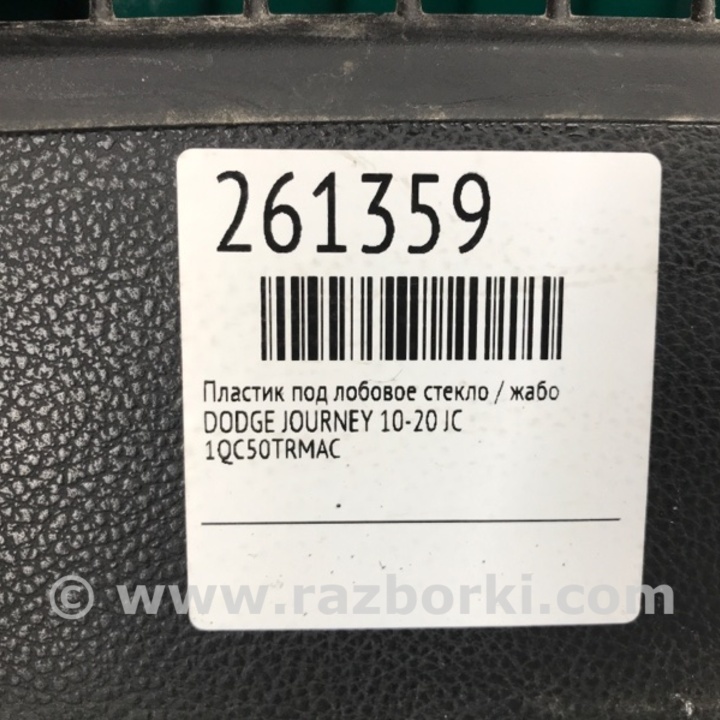 261359
Пластик под лобовое стекло / жабо
DODGE JOURNEY 10-20 JC
1QC50TRMAC
© www.razborki.com